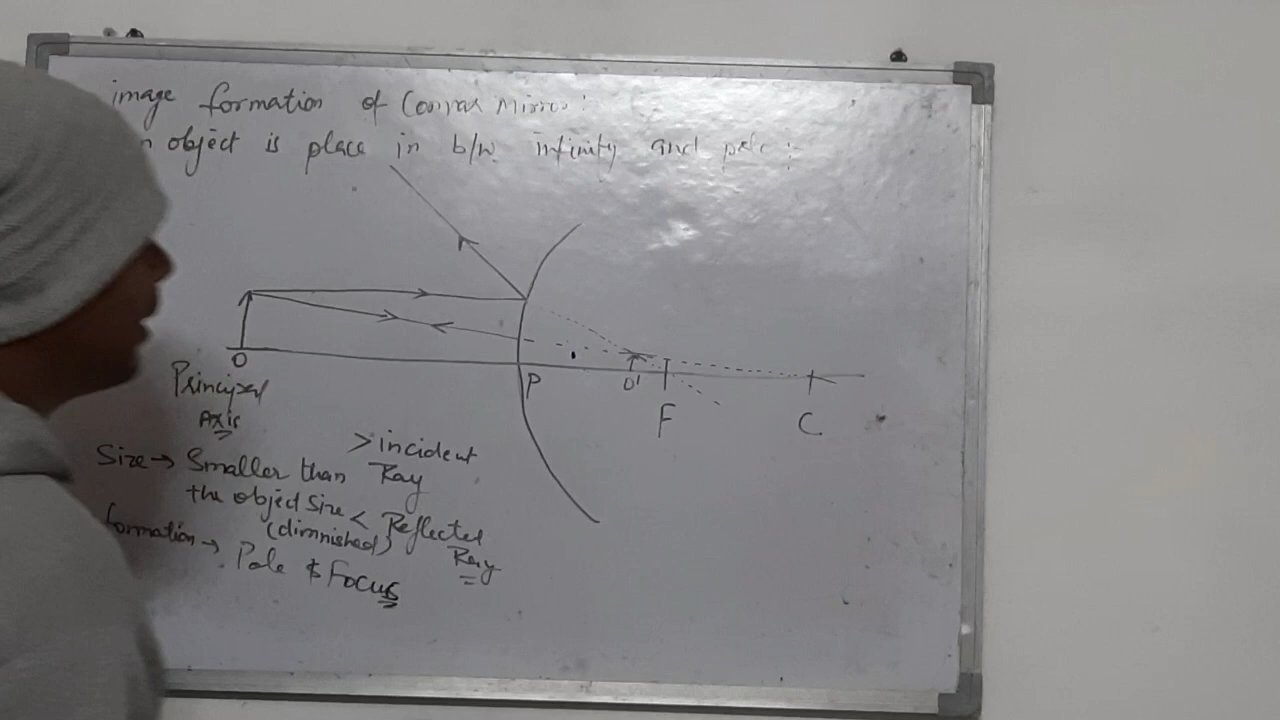 image formation of Convex Mirror:
object is place in b/w infinity and pole:
O
P
O'
F
C
Principal
Axis
> incident
Ray
Size → Smaller than
the object size
(diminished)
< Reflected
Ray
formation → Pole & Focus